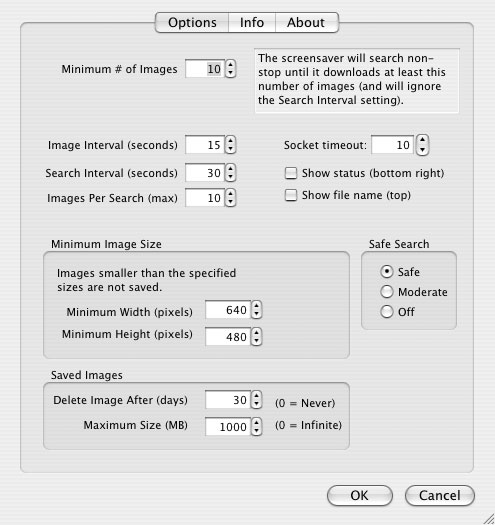 Options Info About
Minimum # of Images 10
The screensaver will search non-
stop until it downloads at least this
number of images (and will ignore
the Search Interval setting).
Image Interval (seconds) 15
Socket timeout: 10
Search Interval (seconds) 30
Show status (bottom right)
Images Per Search (max) 10
Show file name (top)
Minimum Image Size
Images smaller than the specified
sizes are not saved.
Minimum Width (pixels) 640
Minimum Height (pixels) 480
Safe Search
Safe
Moderate
Off
Saved Images
Delete Image After (days) 30 (0 = Never)
Maximum Size (MB) 1000 (0 = Infinite)
OK Cancel